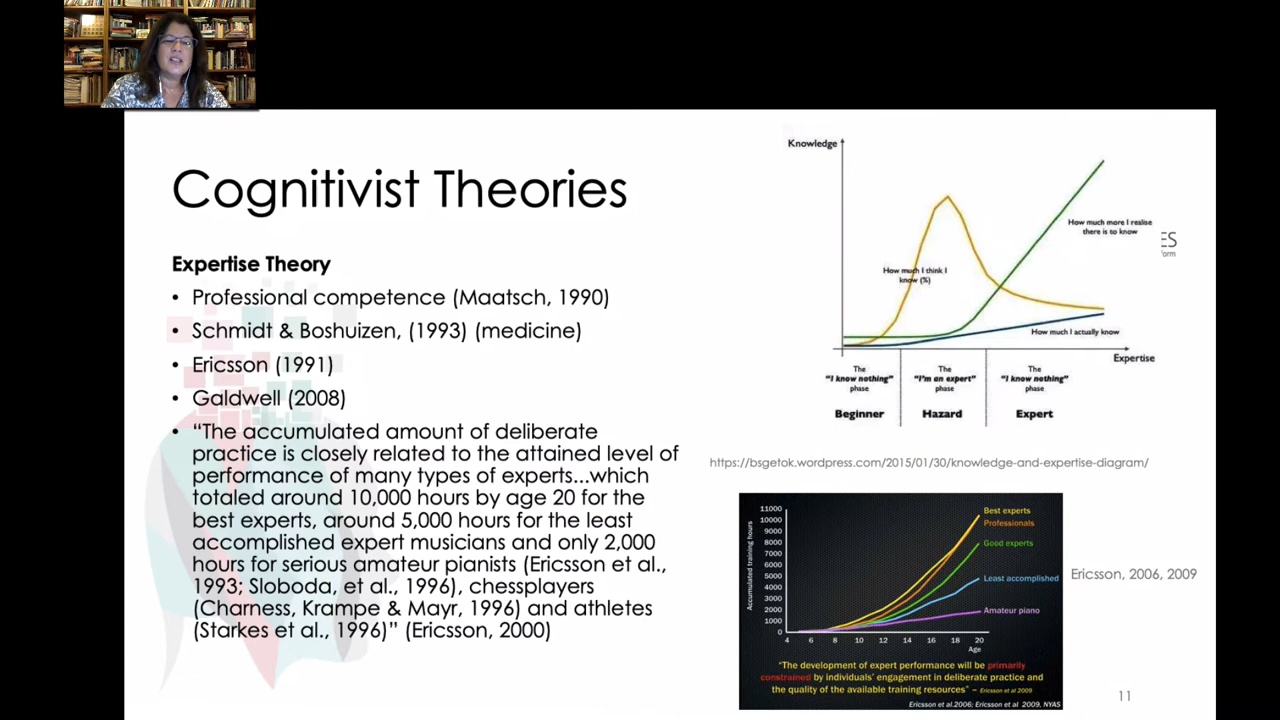 Cognitivist Theories
Expertise Theory
• Professional competence (Maatsch, 1990)
• Schmidt & Boshuizen, (1993) (medicine)
• Ericsson (1991)
• Galdwell (2008)
• “The accumulated amount of deliberate
practice is closely related to the attained level of
performance of many types of experts...which
totaled around 10,000 hours by age 20 for the
best experts, around 5,000 hours for the least
accomplished expert musicians and only 2,000
hours for serious amateur pianists (Ericsson et al.,
1993; Sloboda, et al., 1996), chessplayers
(Charness, Krampe & Mayr, 1996) and athletes
(Starkes et al., 1996)” (Ericsson, 2000)
Knowledge
How much more I realise
there is to know
How much I think I
know (%)
How much I actually know
Expertise
The
"I know nothing"
phase
Beginner
The
"I'm an expert"
phase
Hazard
The
"I know nothing"
phase
Expert
ES
form
https://bsgetok.wordpress.com/2015/01/30/knowledge-and-expertise-diagram/
Accumulated training hours
11000
10000
9000
8000
7000
6000
5000
4000
3000
2000
1000
0
4 6 8 10 12 14 16 18 20
Age
Best experts
Professionals
Good experts
Least accomplished
Amateur piano
"The development of expert performance will be primarily
constrained by individuals' engagement in deliberate practice and
the quality of the available training resources" – Ericsson et al 2009
Ericsson et al.2006; Ericsson et al 2009, NYAS
Ericsson, 2006, 2009
11